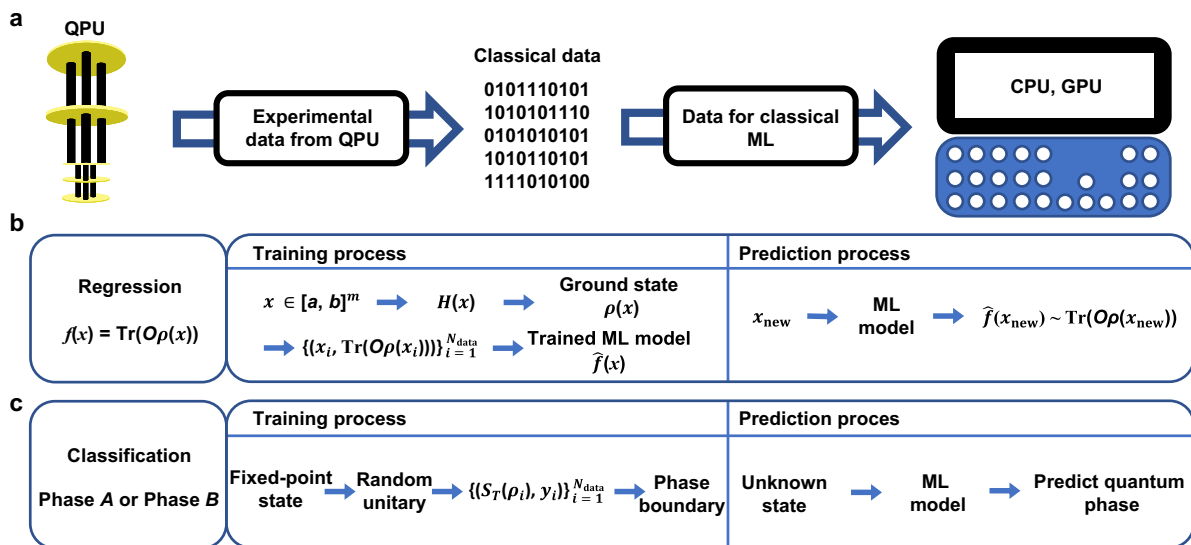 a
QPU
Experimental
data from QPU
Classical data
0101110101
1010101110
0101010101
1010110101
1111010100
Data for classical
ML
CPU, GPU
b
Regression
f(x) = Tr(Oρ(x))
Training process
x ∈ [a, b]^m
H(x)
Ground state
ρ(x)
{(x_i, Tr(Oρ(x_i)))}_{i = 1}^{N_data}
Trained ML model
f̂(x)
Prediction process
x_new
ML
model
f̂(x_new) ~ Tr(Oρ(x_new))
c
Classification
Phase A or Phase B
Training process
Fixed-point
state
Random
unitary
{(S_T(ρ_i), y_i)}_{i = 1}^{N_data}
Phase
boundary
Prediction proces
Unknown
state
ML
model
Predict quantum
phase